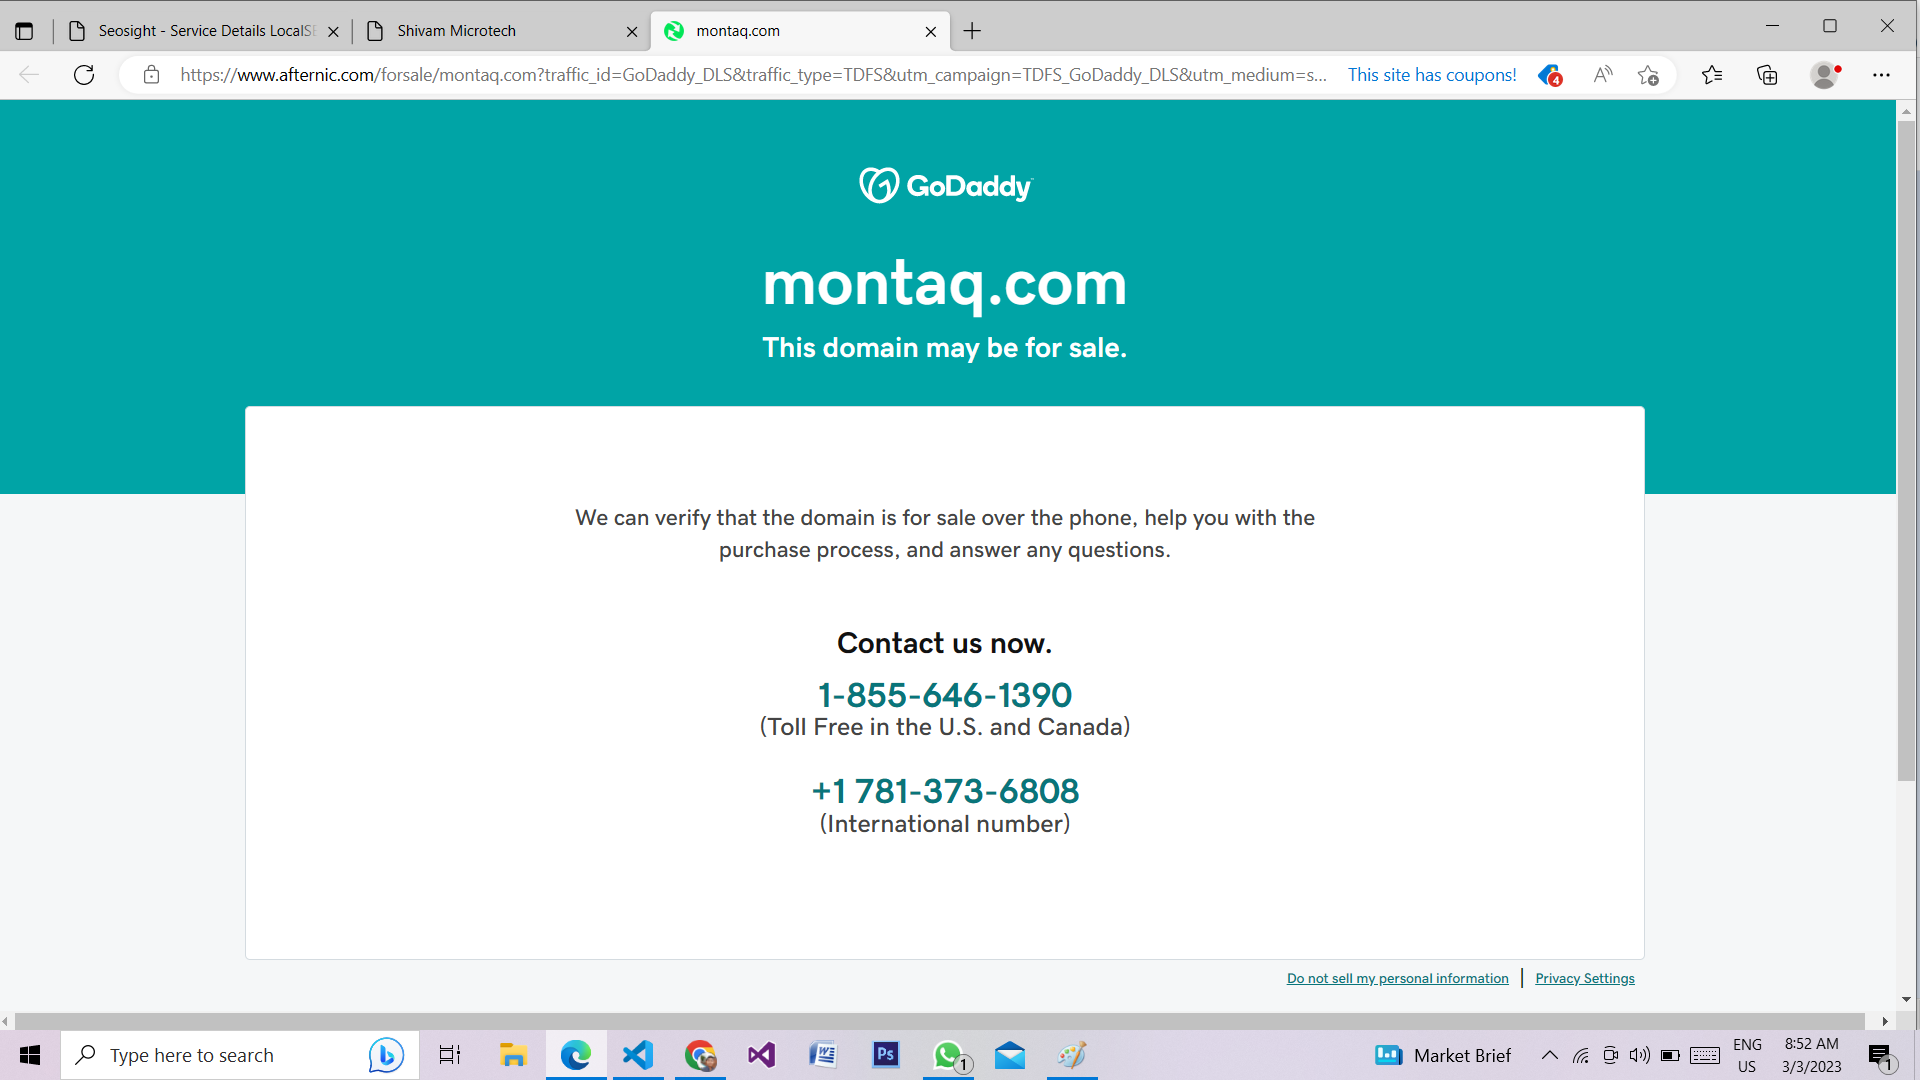 Seosight - Service Details LocalSE
Shivam Microtech
montaq.com
https://www.afternic.com/forsale/montaq.com?traffic_id=GoDaddy_DLS&traffic_type=TDFS&utm_campaign=TDFS_GoDaddy_DLS&utm_medium=s...
This site has coupons!
4
GoDaddy
montaq.com
This domain may be for sale.
We can verify that the domain is for sale over the phone, help you with the
purchase process, and answer any questions.
Contact us now.
1-855-646-1390
(Toll Free in the U.S. and Canada)
+1 781-373-6808
(International number)
Do not sell my personal information
Privacy Settings
Type here to search
Ps
1
Market Brief
ENG
US
8:52 AM
3/3/2023
1